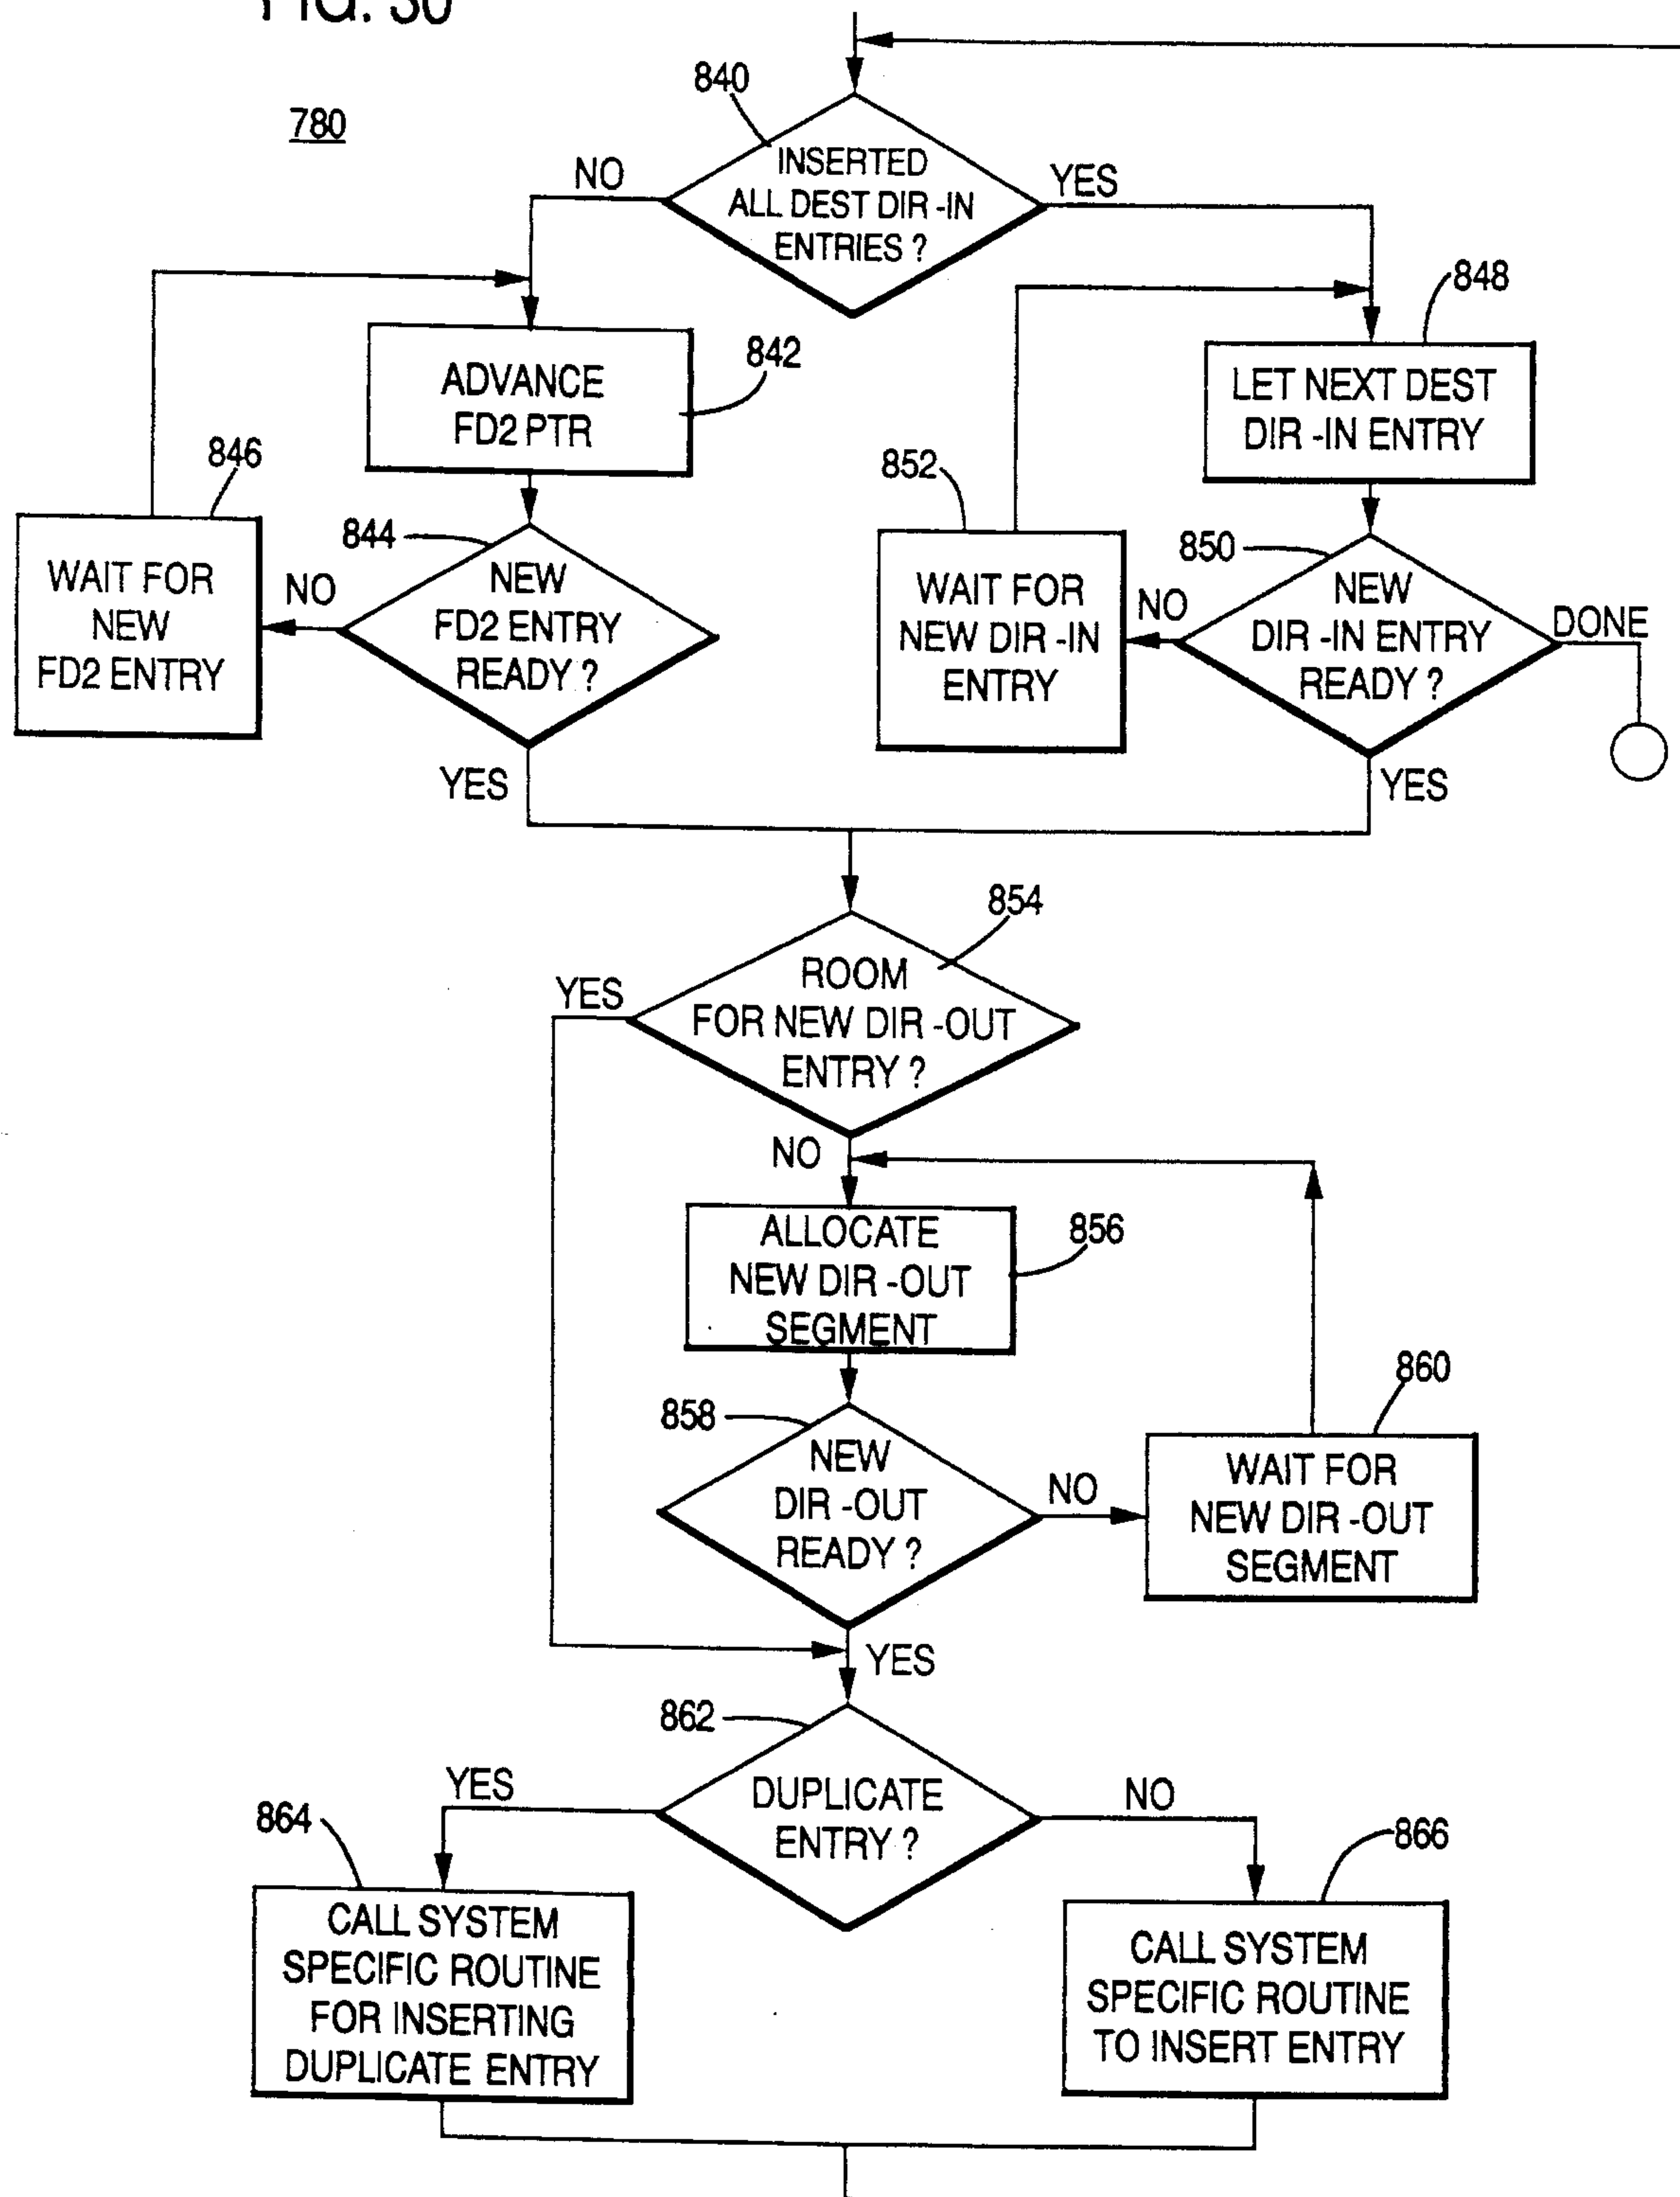 FIG. 30
780
840
INSERTED
ALL DEST DIR -IN
ENTRIES ?
NO
YES
848
842
ADVANCE
FD2 PTR
LET NEXT DEST
DIR -IN ENTRY
846
852
844
850
WAIT FOR
NEW
FD2 ENTRY
NO
NEW
FD2 ENTRY
READY ?
WAIT FOR
NEW DIR -IN
ENTRY
NO
NEW
DIR -IN ENTRY
READY ?
DONE
YES
YES
854
YES
ROOM
FOR NEW DIR -OUT
ENTRY ?
NO
ALLOCATE
NEW DIR -OUT
SEGMENT
856
860
858
NEW
DIR -OUT
READY ?
NO
WAIT FOR
NEW DIR -OUT
SEGMENT
YES
862
YES
DUPLICATE
ENTRY ?
NO
864
866
CALL SYSTEM
SPECIFIC ROUTINE
FOR INSERTING
DUPLICATE ENTRY
CALL SYSTEM
SPECIFIC ROUTINE
TO INSERT ENTRY